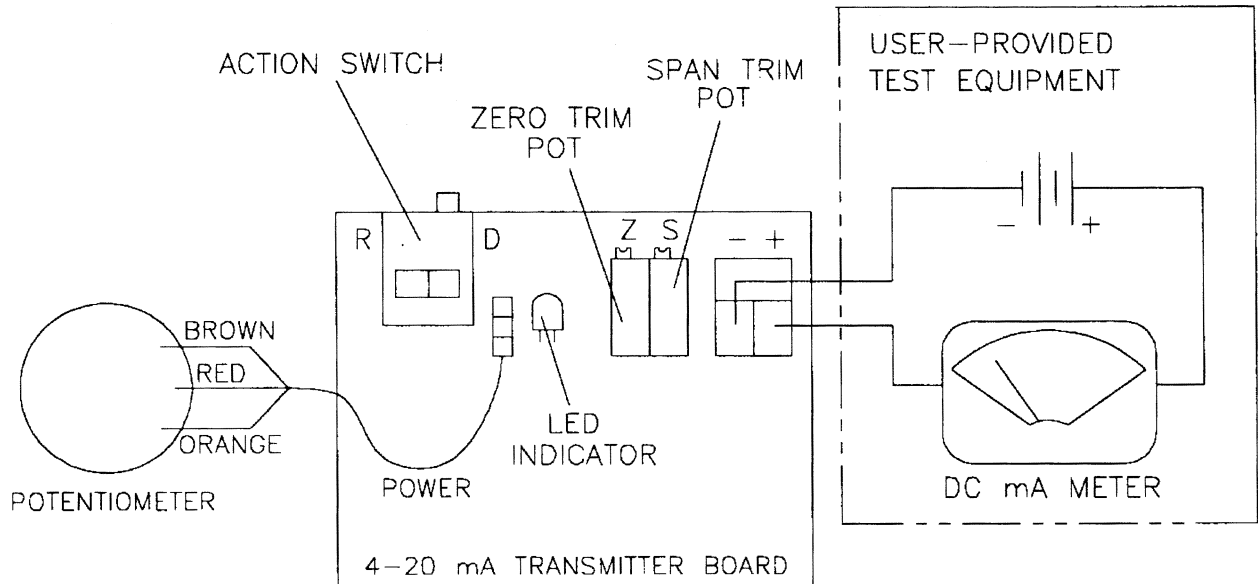 ACTION SWITCH
ZERO TRIM
POT
SPAN TRIM
POT
USER-PROVIDED
TEST EQUIPMENT
- +
R D
Z S
- +
BROWN
RED
ORANGE
POTENTIOMETER
POWER
LED
INDICATOR
DC mA METER
4-20 mA TRANSMITTER BOARD